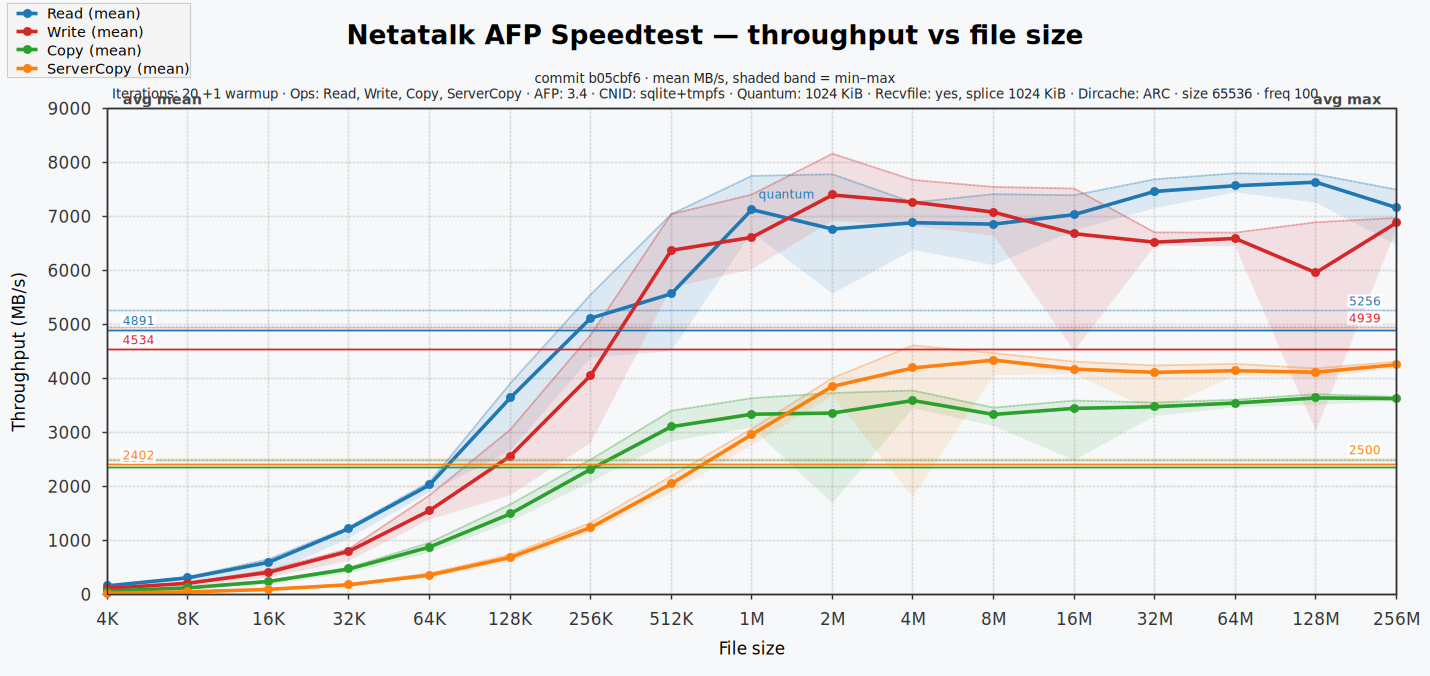 Read (mean)
Write (mean)
Copy (mean)
ServerCopy (mean)
Netatalk AFP Speedtest — throughput vs file size
commit b05cbf6 · mean MB/s, shaded band = min–max
Iterations: 20 +1 warmup · Ops: Read, Write, Copy, ServerCopy · AFP: 3.4 · CNID: sqlite+tmpfs · Quantum: 1024 KiB · Recvfile: yes, splice 1024 KiB · Dircache: ARC · size 65536 · freq 100
avg mean
avg max
9000
8000
7000
6000
5000
4000
3000
2000
1000
0
Throughput (MB/s)
quantum
4891
4534
2402
5256
4939
2500
4K 8K 16K 32K 64K 128K 256K 512K 1M 2M 4M 8M 16M 32M 64M 128M 256M
File size